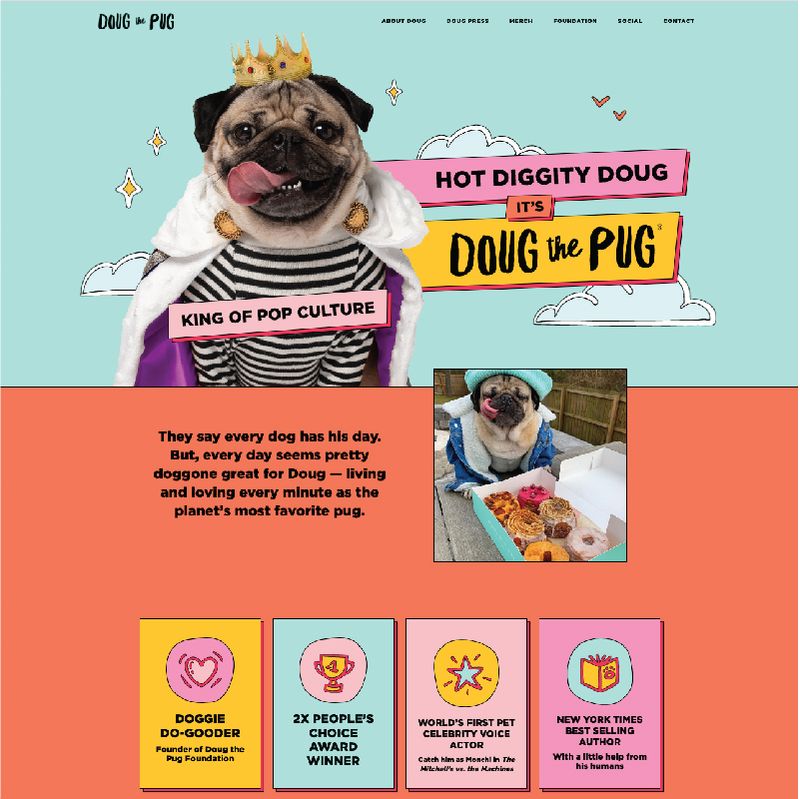 DOUG the PUG
ABOUT DOUG DOUG PRESS MERCH FOUNDATION SOCIAL CONTACT
HOT DIGGITY DOUG
IT'S
DOUG the PUG®
KING OF POP CULTURE
They say every dog has his day.
But, every day seems pretty
doggone great for Doug — living
and loving every minute as the
planet's most favorite pug.
DOGGIE
DO-GOODER
Founder of Doug the
Pug Foundation
1
2X PEOPLE'S
CHOICE
AWARD
WINNER
WORLD'S FIRST PET
CELEBRITY VOICE
ACTOR
Catch him as Monchi in The
Mitchell's vs. the Machines
NEW YORK TIMES
BEST SELLING
AUTHOR
With a little help from
his humans